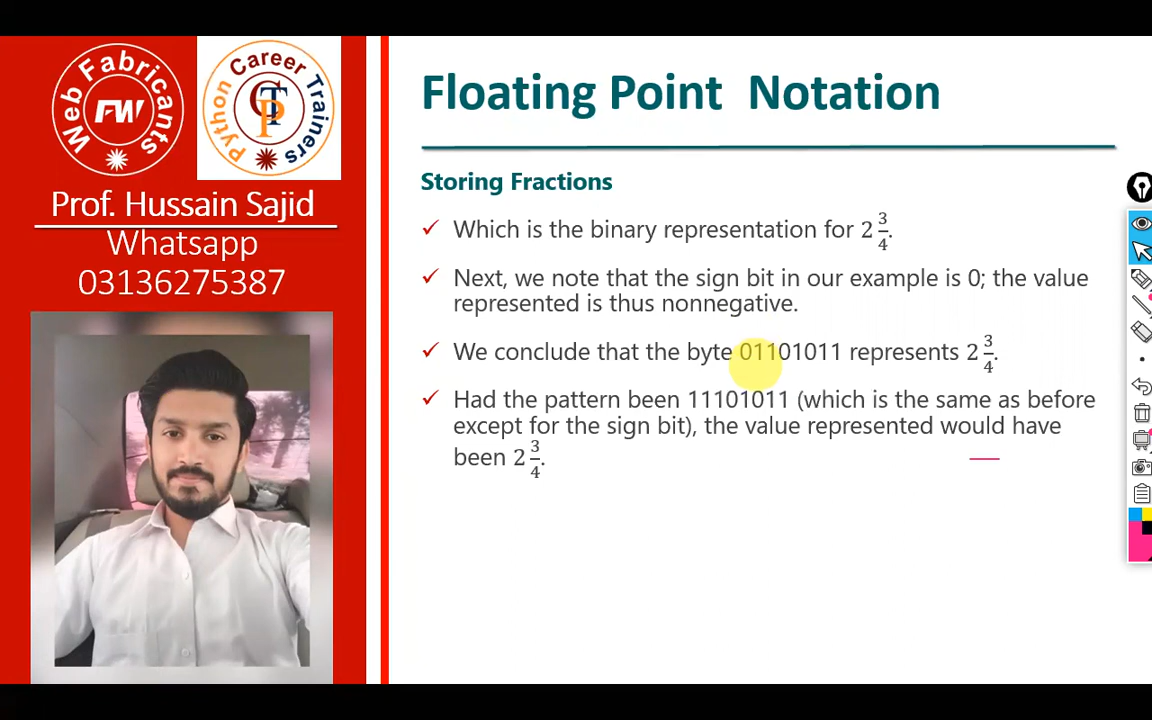 Web Fabricants
FW
Python Career Trainers
CTP
Prof. Hussain Sajid
Whatsapp
03136275387
Floating Point Notation
Storing Fractions
✓ Which is the binary representation for 2 3/4.
✓ Next, we note that the sign bit in our example is 0; the value
represented is thus nonnegative.
✓ We conclude that the byte 01101011 represents 2 3/4.
✓ Had the pattern been 11101011 (which is the same as before
except for the sign bit), the value represented would have
been 2 3/4.